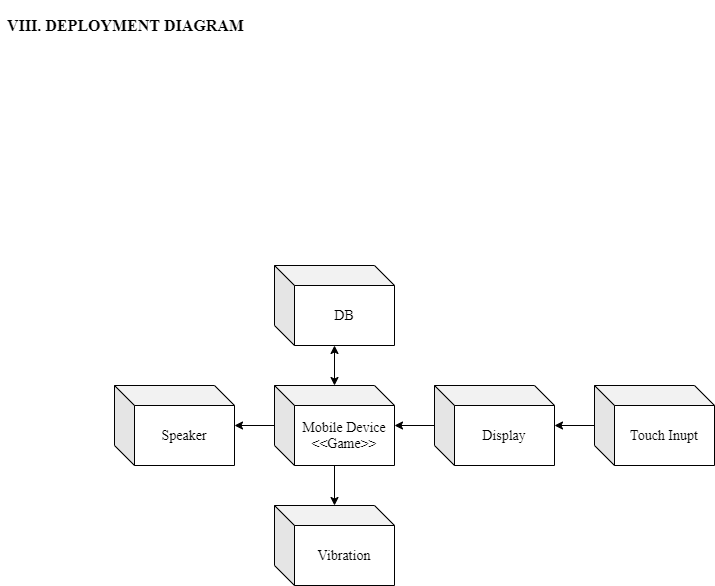 VIII. DEPLOYMENT DIAGRAM
DB
Speaker
Mobile Device
<<Game>>
Display
Touch Inupt
Vibration